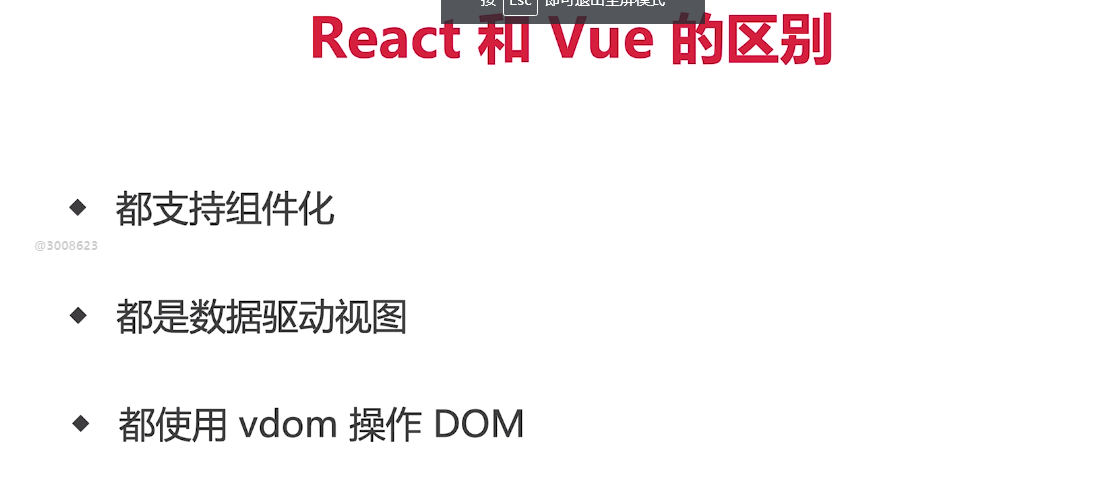 按 Esc 即可退出全屏模式
React 和 Vue 的区别
都支持组件化
@3008623
都是数据驱动视图
都使用 vdom 操作 DOM